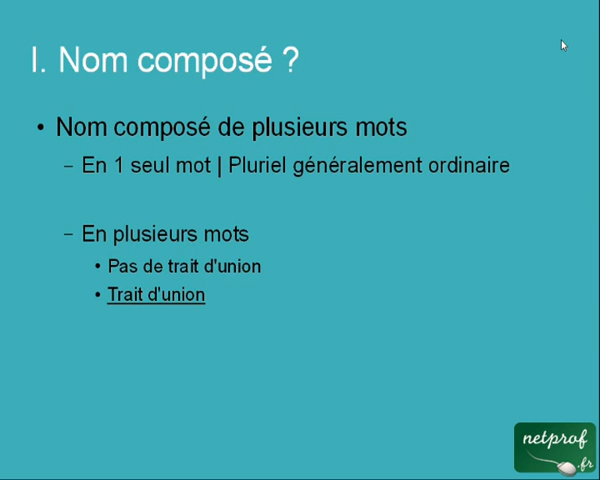 I. Nom composé ?
• Nom composé de plusieurs mots
– En 1 seul mot | Pluriel généralement ordinaire
– En plusieurs mots
• Pas de trait d'union
• Trait d'union
netprof
.fr